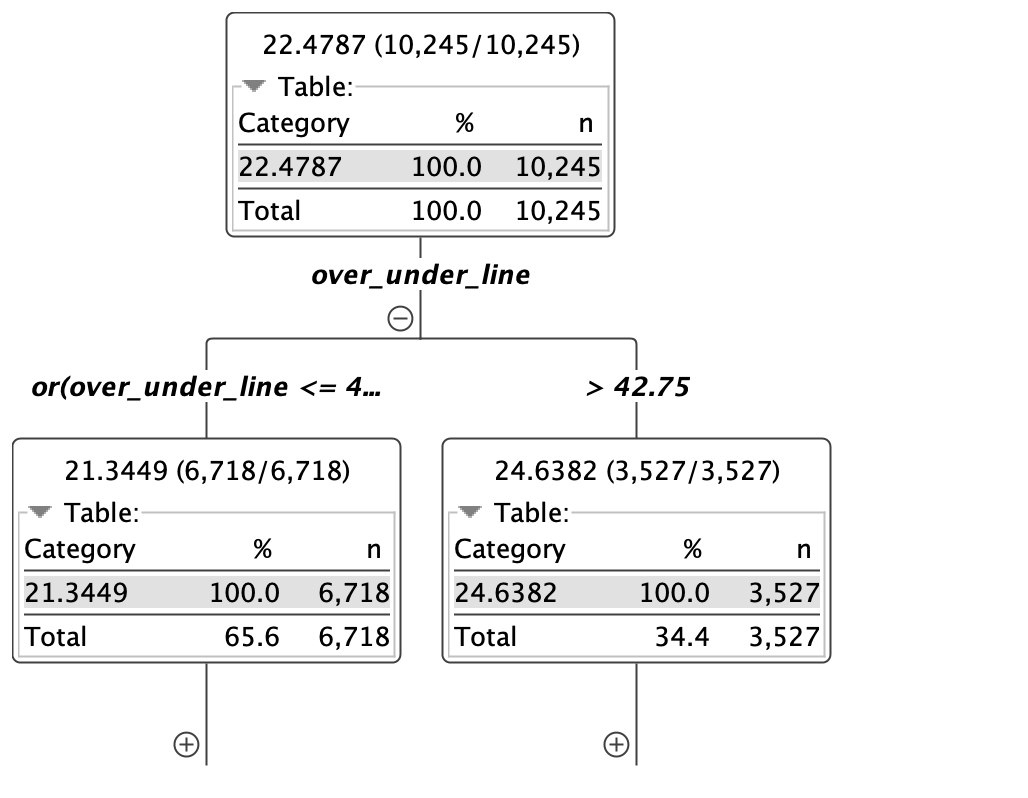 22.4787 (10,245/10,245)
Table:
Category % n
22.4787 100.0 10,245
Total 100.0 10,245
over_under_line
or(over_under_line <= 4...
> 42.75
21.3449 (6,718/6,718)
Table:
Category % n
21.3449 100.0 6,718
Total 65.6 6,718
24.6382 (3,527/3,527)
Table:
Category % n
24.6382 100.0 3,527
Total 34.4 3,527